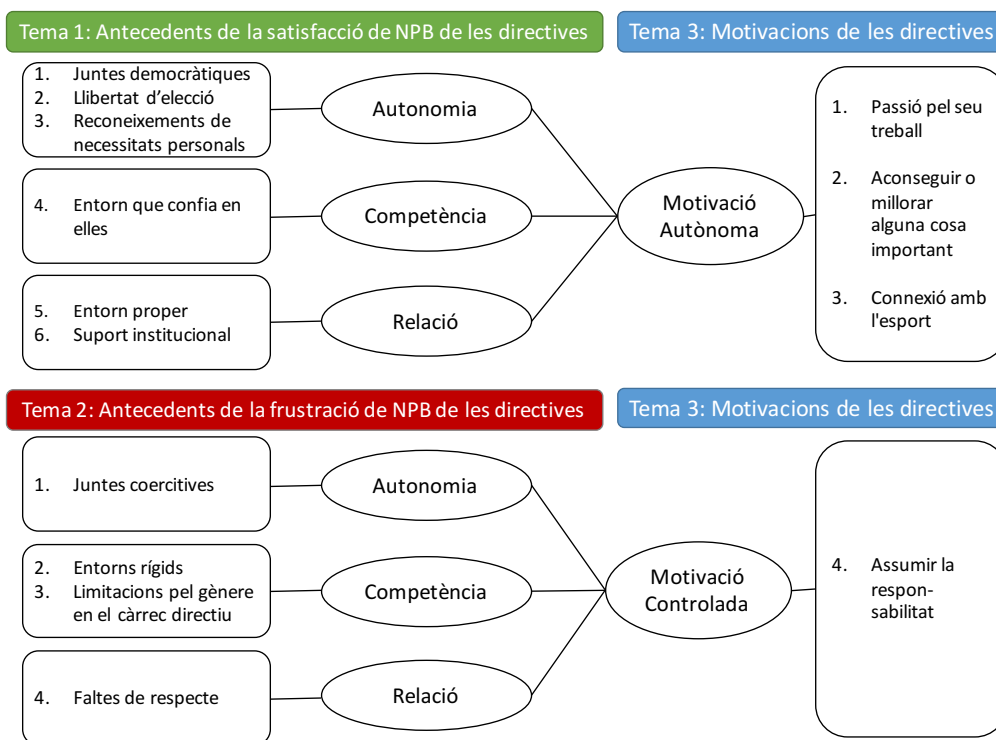 Tema 1: Antecedents de la satisfacció de NPB de les directives
Tema 3: Motivacions de les directives
1. Juntes democràtiques
2. Llibertat d’elecció
3. Reconeixements de
necessitats personals
Autonomia
4. Entorn que confia en
elles
Competència
5. Entorn proper
6. Suport institucional
Relació
Motivació
Autònoma
1. Passió pel seu
treball
2. Aconseguir o
millorar
alguna cosa
important
3. Connexió amb
l'esport
Tema 2: Antecedents de la frustració de NPB de les directives
Tema 3: Motivacions de les directives
1. Juntes coercitives
Autonomia
2. Entorns rígids
3. Limitacions pel gènere
en el càrrec directiu
Competència
4. Faltes de respecte
Relació
Motivació
Controlada
4. Assumir la
respon-
sabilitat